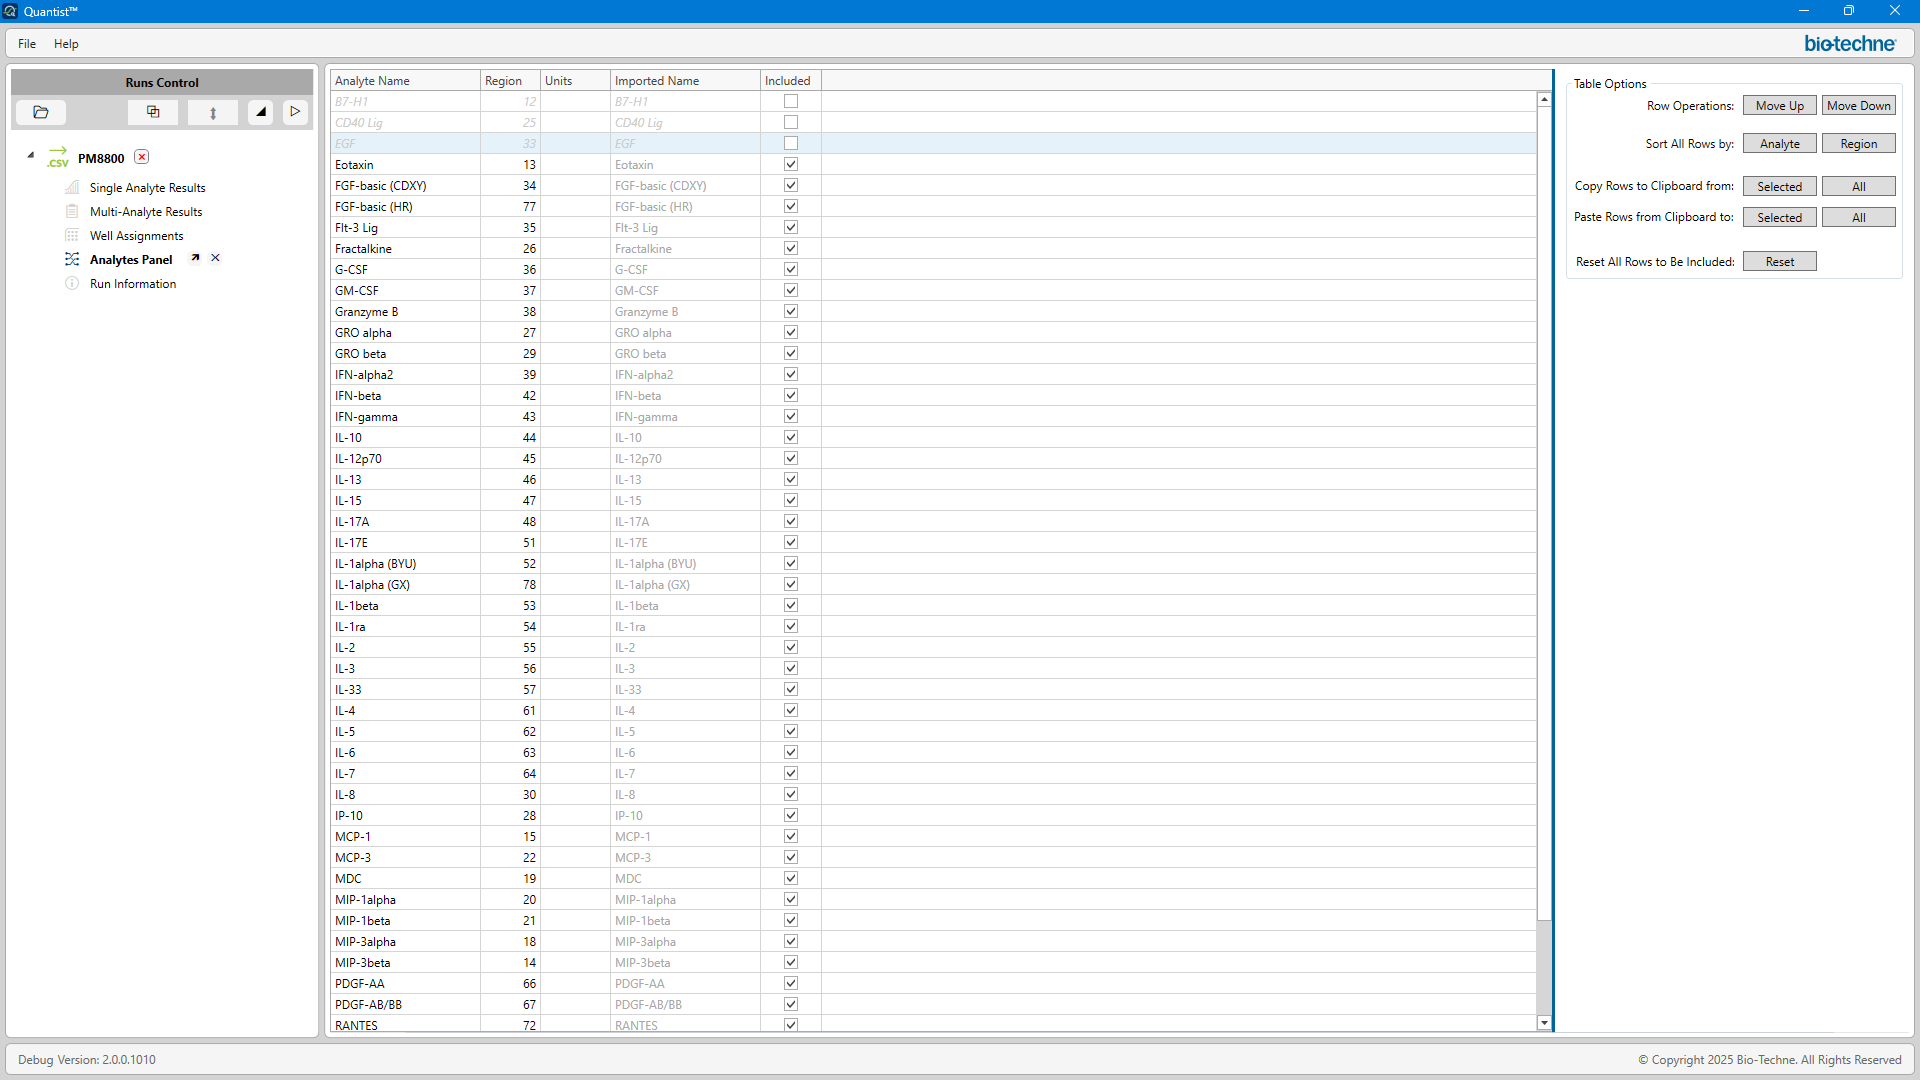 Quantist™
File Help
bio-techne
Runs Control
.CSV PM8800
Single Analyte Results
Multi-Analyte Results
Well Assignments
Analytes Panel
Run Information
Analyte Name Region Units Imported Name Included
B7-H1 12 B7-H1
CD40 Lig 25 CD40 Lig
EGF 33 EGF
Eotaxin 13 Eotaxin
FGF-basic (CDXY) 34 FGF-basic (CDXY)
FGF-basic (HR) 77 FGF-basic (HR)
Flt-3 Lig 35 Flt-3 Lig
Fractalkine 26 Fractalkine
G-CSF 36 G-CSF
GM-CSF 37 GM-CSF
Granzyme B 38 Granzyme B
GRO alpha 27 GRO alpha
GRO beta 29 GRO beta
IFN-alpha2 39 IFN-alpha2
IFN-beta 42 IFN-beta
IFN-gamma 43 IFN-gamma
IL-10 44 IL-10
IL-12p70 45 IL-12p70
IL-13 46 IL-13
IL-15 47 IL-15
IL-17A 48 IL-17A
IL-17E 51 IL-17E
IL-1alpha (BYU) 52 IL-1alpha (BYU)
IL-1alpha (GX) 78 IL-1alpha (GX)
IL-1beta 53 IL-1beta
IL-1ra 54 IL-1ra
IL-2 55 IL-2
IL-3 56 IL-3
IL-33 57 IL-33
IL-4 61 IL-4
IL-5 62 IL-5
IL-6 63 IL-6
IL-7 64 IL-7
IL-8 30 IL-8
IP-10 28 IP-10
MCP-1 15 MCP-1
MCP-3 22 MCP-3
MDC 19 MDC
MIP-1alpha 20 MIP-1alpha
MIP-1beta 21 MIP-1beta
MIP-3alpha 18 MIP-3alpha
MIP-3beta 14 MIP-3beta
PDGF-AA 66 PDGF-AA
PDGF-AB/BB 67 PDGF-AB/BB
RANTES 72 RANTES
Table Options
Row Operations: Move Up Move Down
Sort All Rows by: Analyte Region
Copy Rows to Clipboard from: Selected All
Paste Rows from Clipboard to: Selected All
Reset All Rows to Be Included: Reset
Debug Version: 2.0.0.1010
© Copyright 2025 Bio-Techne. All Rights Reserved